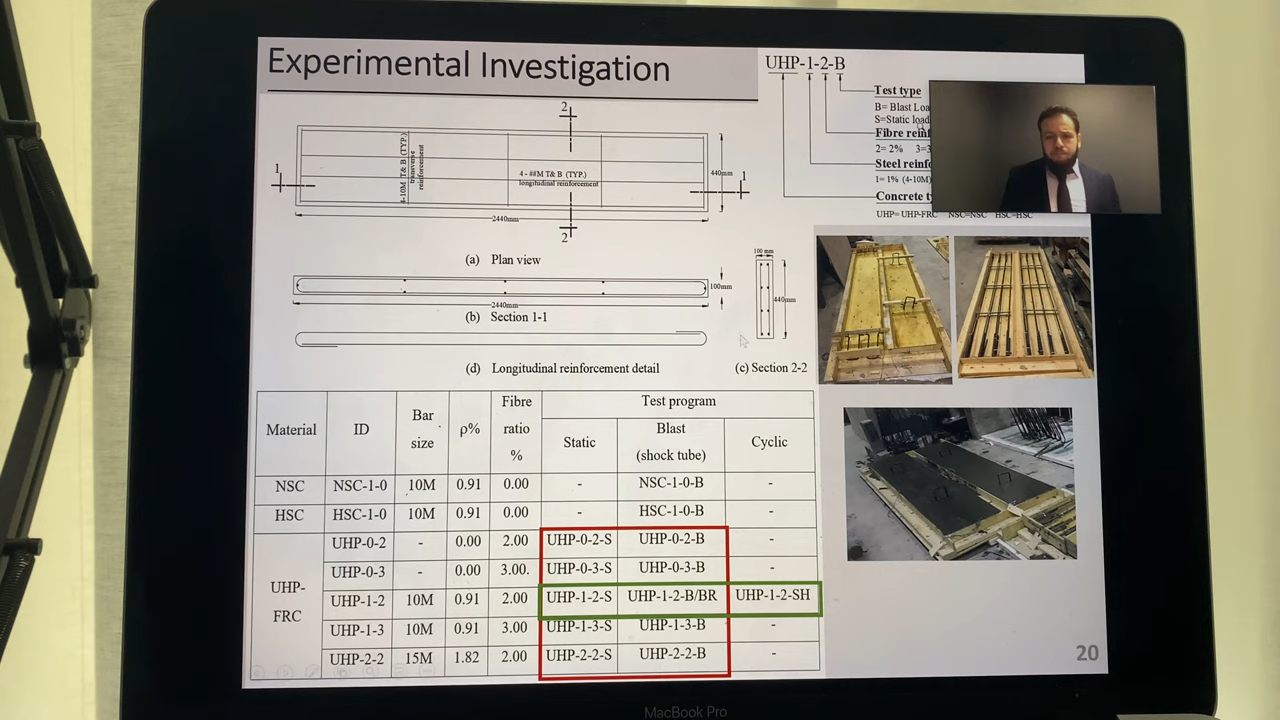 Experimental Investigation
UHP-1-2-B
Test type
B= Blast Loa
S=Static load
Fibre reinf
2= 2% 3=3
Steel reinfo
1= 1% (4-10M)
Concrete ty
UHP= UHP-FRC NSC=NSC HSC=HSC
2
1
4-10M T& B (TYP.)
transverse
reinforcement
4 - ##M T& B (TYP.)
longitudinal reinforcement
440mm
1
2440mm
2
(a) Plan view
100mm
2440mm
(b) Section 1-1
100 mm
440mm
(d) Longitudinal reinforcement detail
(c) Section 2-2
Material ID Bar size ρ% Fibre ratio % Test program
Static Blast (shock tube) Cyclic
NSC NSC-1-0 10M 0.91 0.00 - NSC-1-0-B -
HSC HSC-1-0 10M 0.91 0.00 - HSC-1-0-B -
UHP-FRC
UHP-0-2 - 0.00 2.00 UHP-0-2-S UHP-0-2-B -
UHP-0-3 - 0.00 3.00. UHP-0-3-S UHP-0-3-B -
UHP-1-2 10M 0.91 2.00 UHP-1-2-S UHP-1-2-B/BR UHP-1-2-SH
UHP-1-3 10M 0.91 3.00 UHP-1-3-S UHP-1-3-B -
UHP-2-2 15M 1.82 2.00 UHP-2-2-S UHP-2-2-B -
20
MacBook Pro